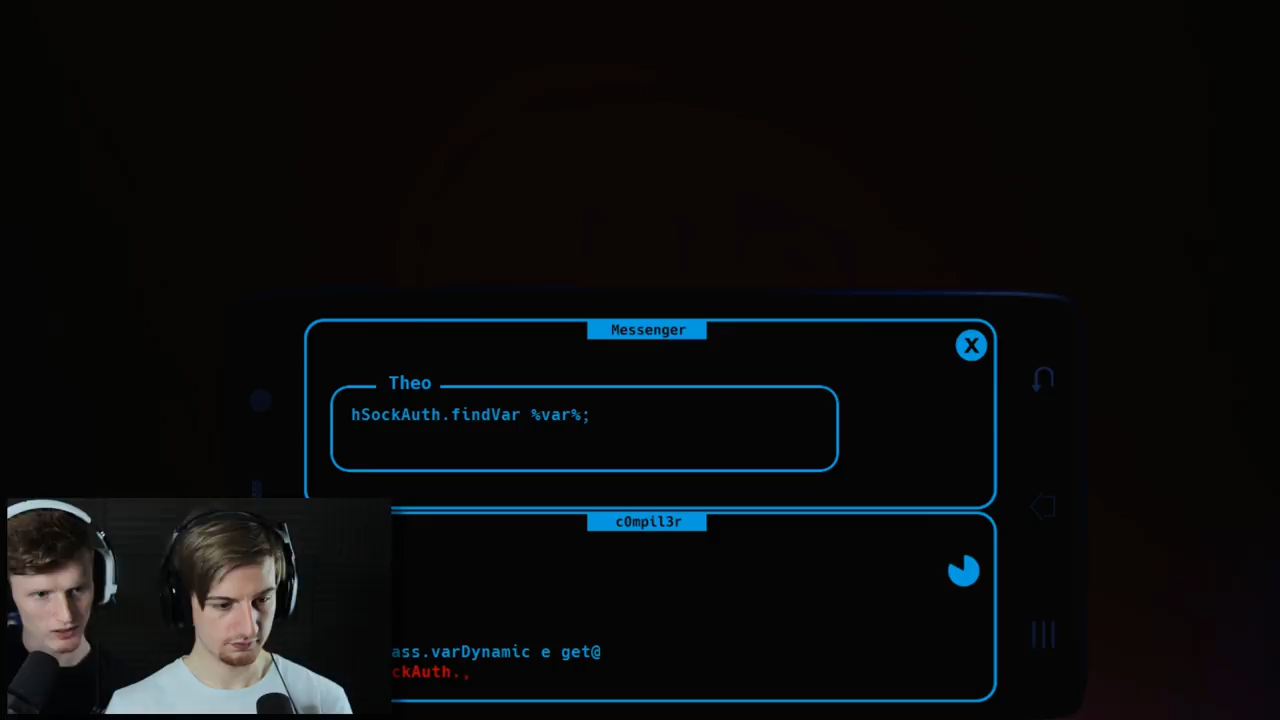 Messenger
X
Theo
hSockAuth.findVar %var%;
c0mpil3r
ass.varDynamic e get@
ckAuth.,